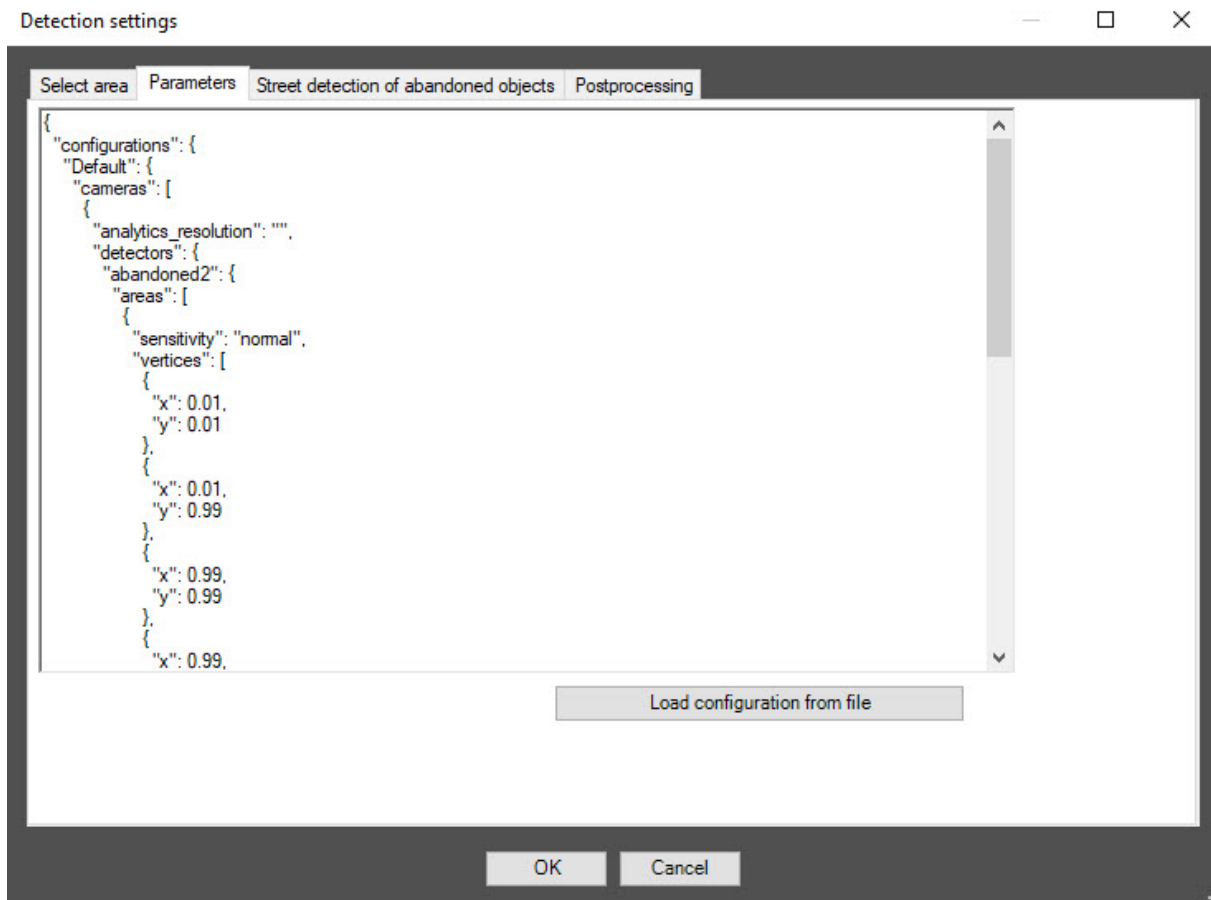 Detection settings
Select area Parameters Street detection of abandoned objects Postprocessing
{
"configurations": {
"Default": {
"cameras": [
{
"analytics_resolution": "",
"detectors": {
"abandoned2": {
"areas": [
{
"sensitivity": "normal",
"vertices": [
{
"x": 0.01,
"y": 0.01
},
{
"x": 0.01,
"y": 0.99
},
{
"x": 0.99,
"y": 0.99
},
{
"x": 0.99,
Load configuration from file
OK Cancel